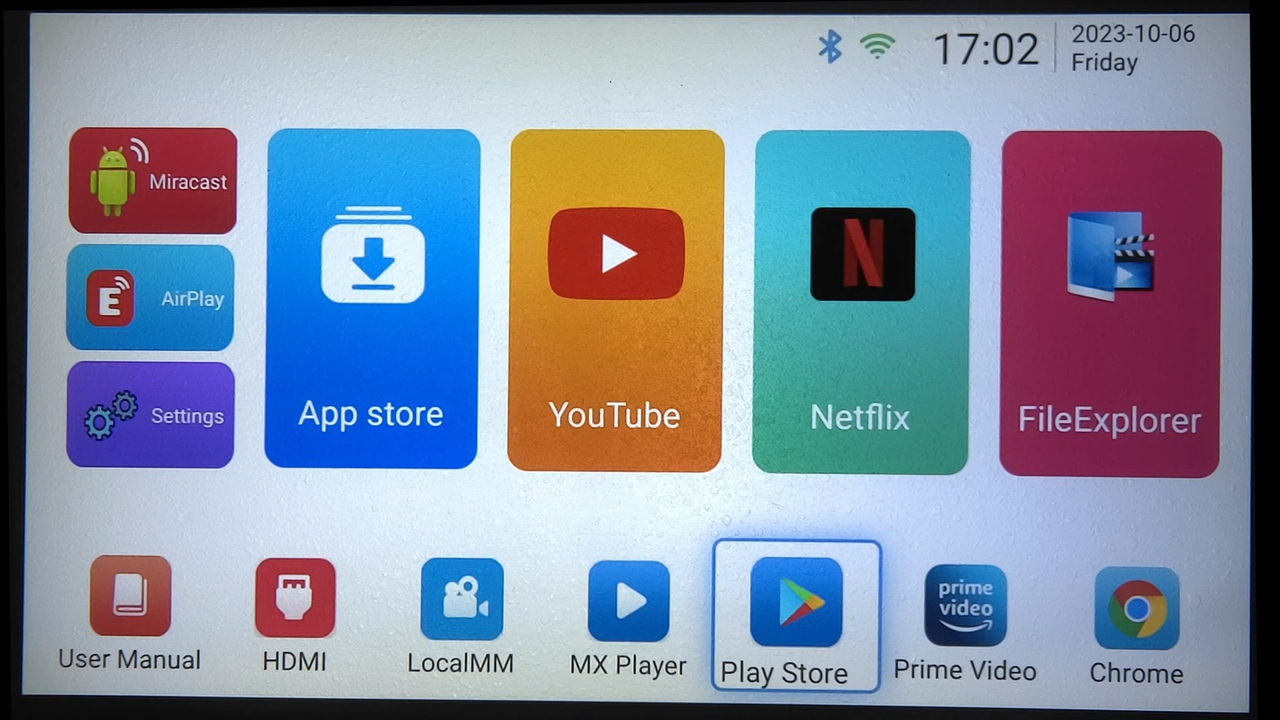 17:02
2023-10-06
Friday
Miracast
E
AirPlay
Settings
App store
YouTube
N
Netflix
FileExplorer
User Manual
HDMI
LocalMM
MX Player
Play Store
prime
video
Prime Video
Chrome